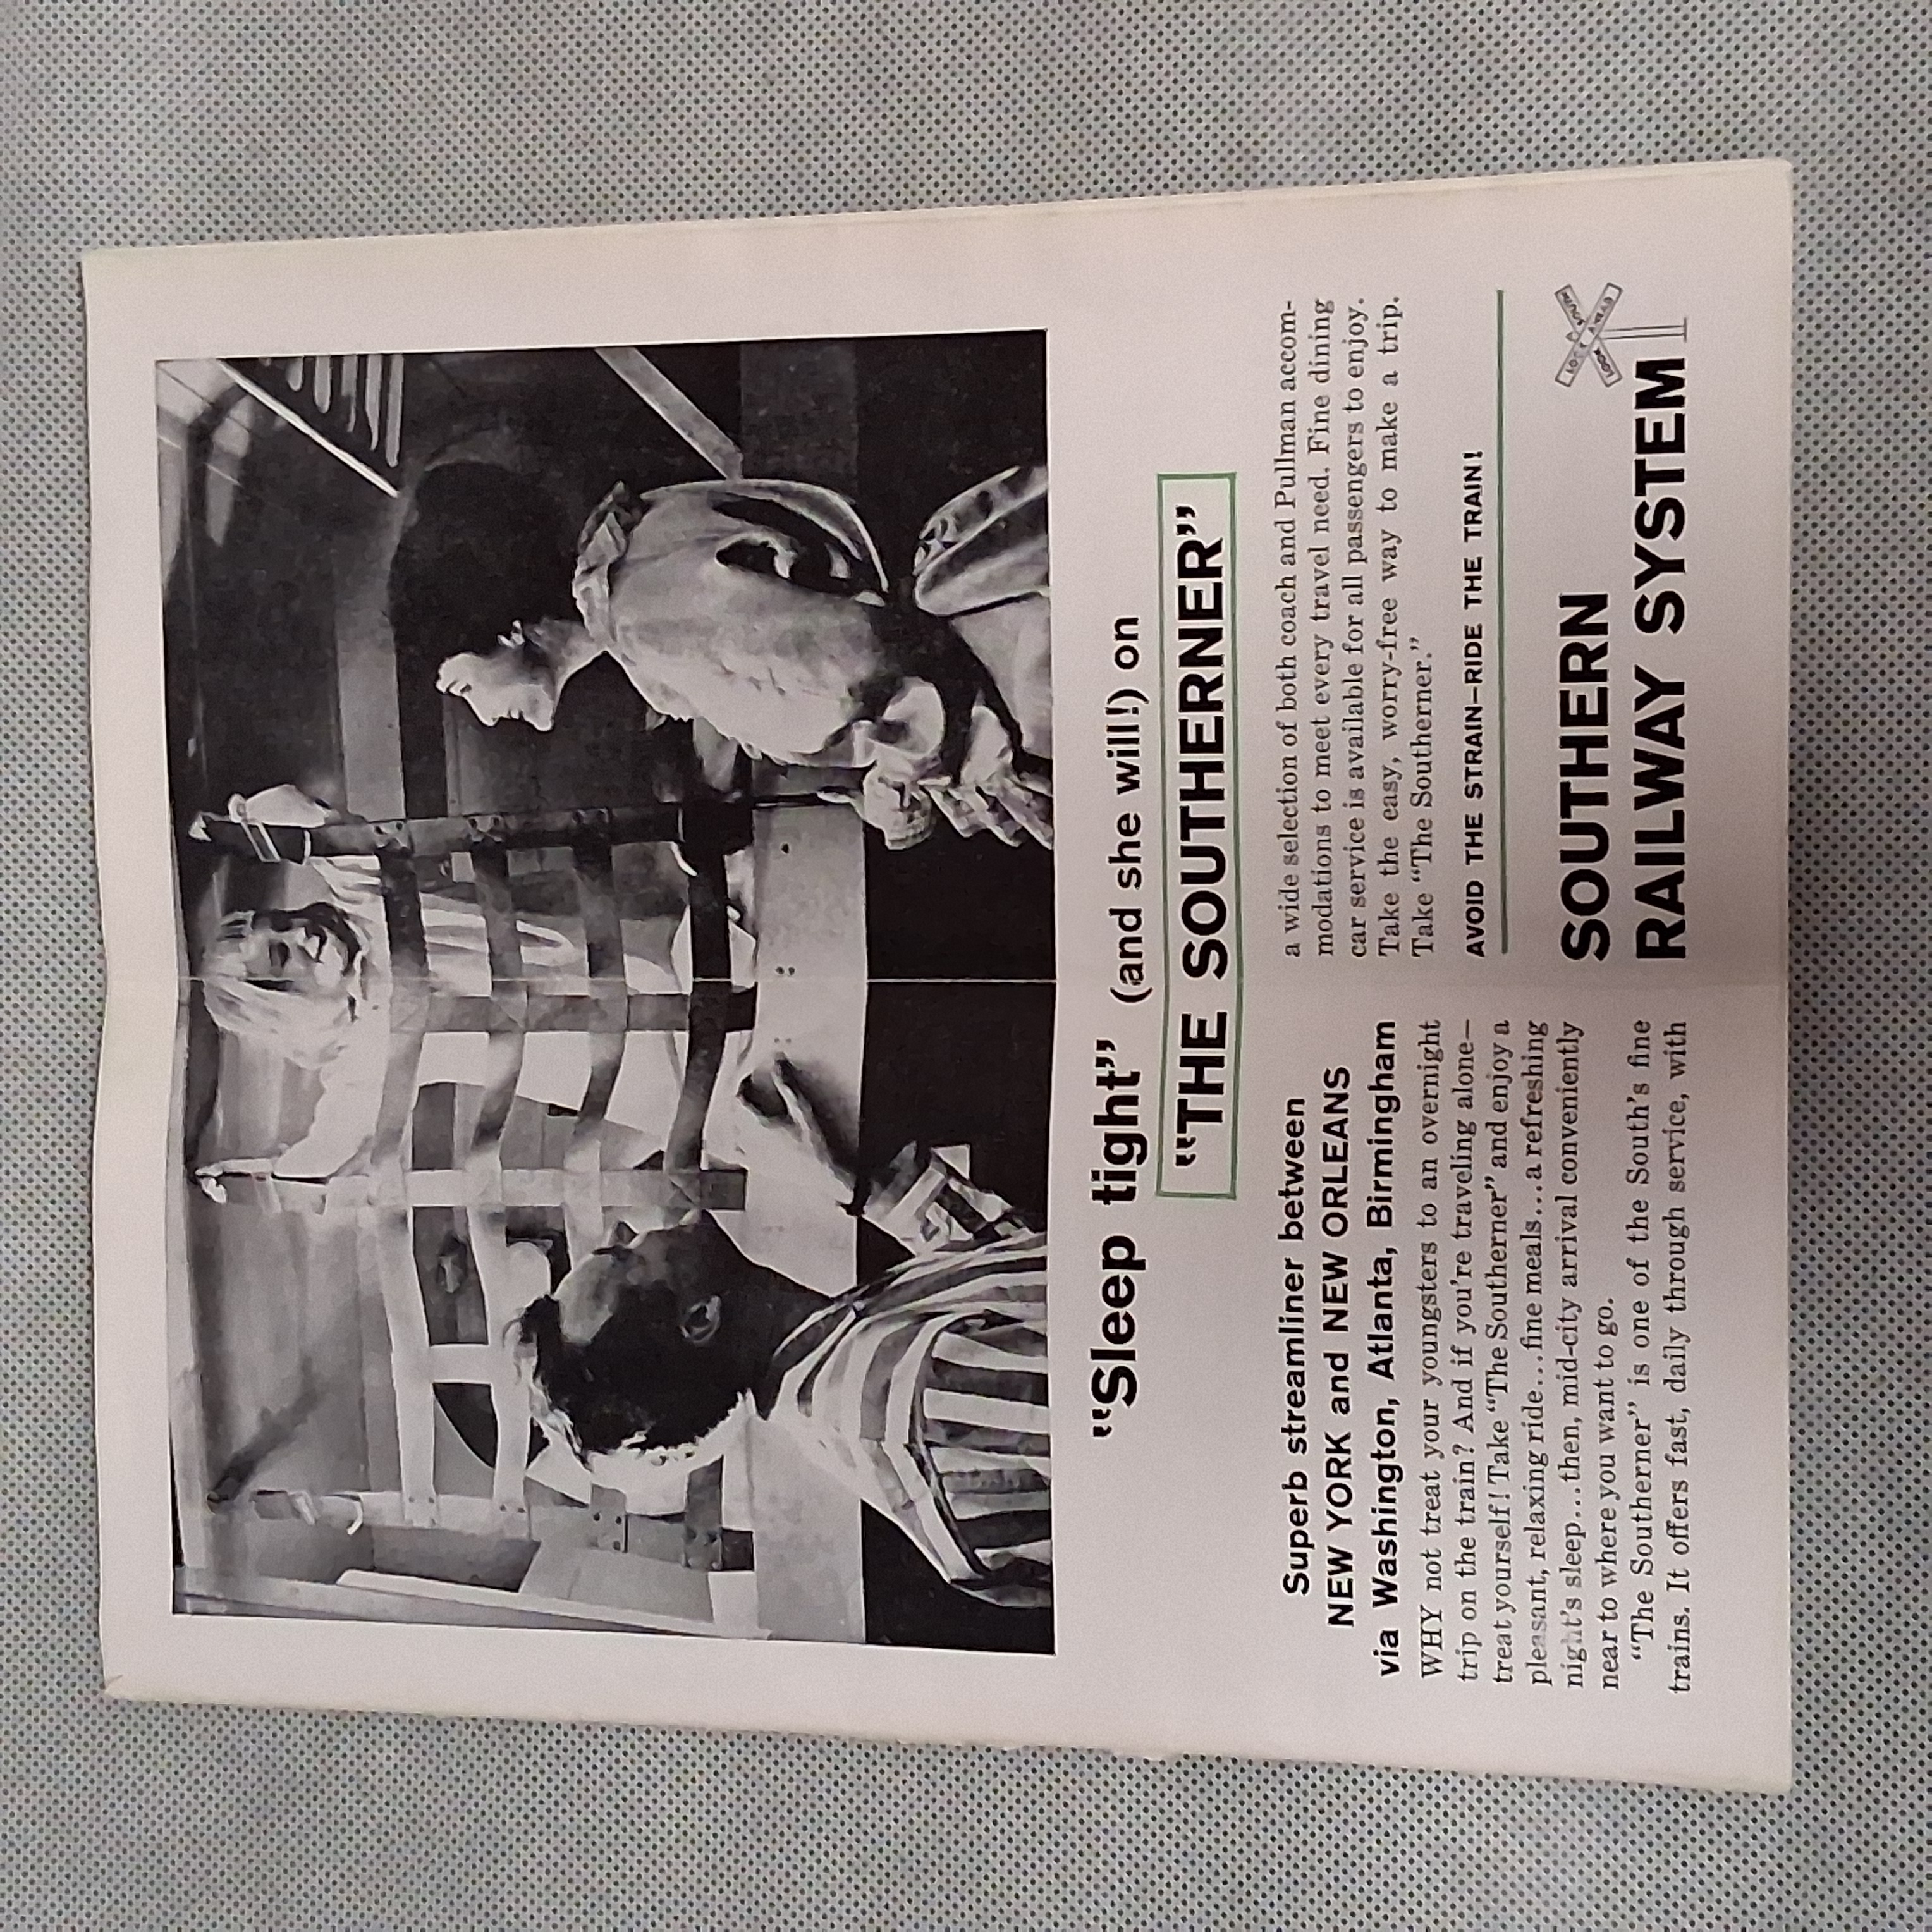 "Sleep tight" (and she will!) on
"THE SOUTHERNER"
Superb streamliner between
NEW YORK and NEW ORLEANS
via Washington, Atlanta, Birmingham
WHY not treat your youngsters to an overnight
trip on the train? And if you're traveling alone—
treat yourself! Take "The Southerner" and enjoy a
pleasant, relaxing ride...fine meals...a refreshing
night's sleep...then, mid-city arrival conveniently
near to where you want to go.
"The Southerner" is one of the South's fine
trains. It offers fast, daily through service, with
a wide selection of both coach and Pullman accom-
modations to meet every travel need. Fine dining
car service is available for all passengers to enjoy.
Take the easy, worry-free way to make a trip.
Take "The Southerner."
AVOID THE STRAIN—RIDE THE TRAIN!
SOUTHERN
RAILWAY SYSTEM
LOOK AHEAD
LOOK SOUTH